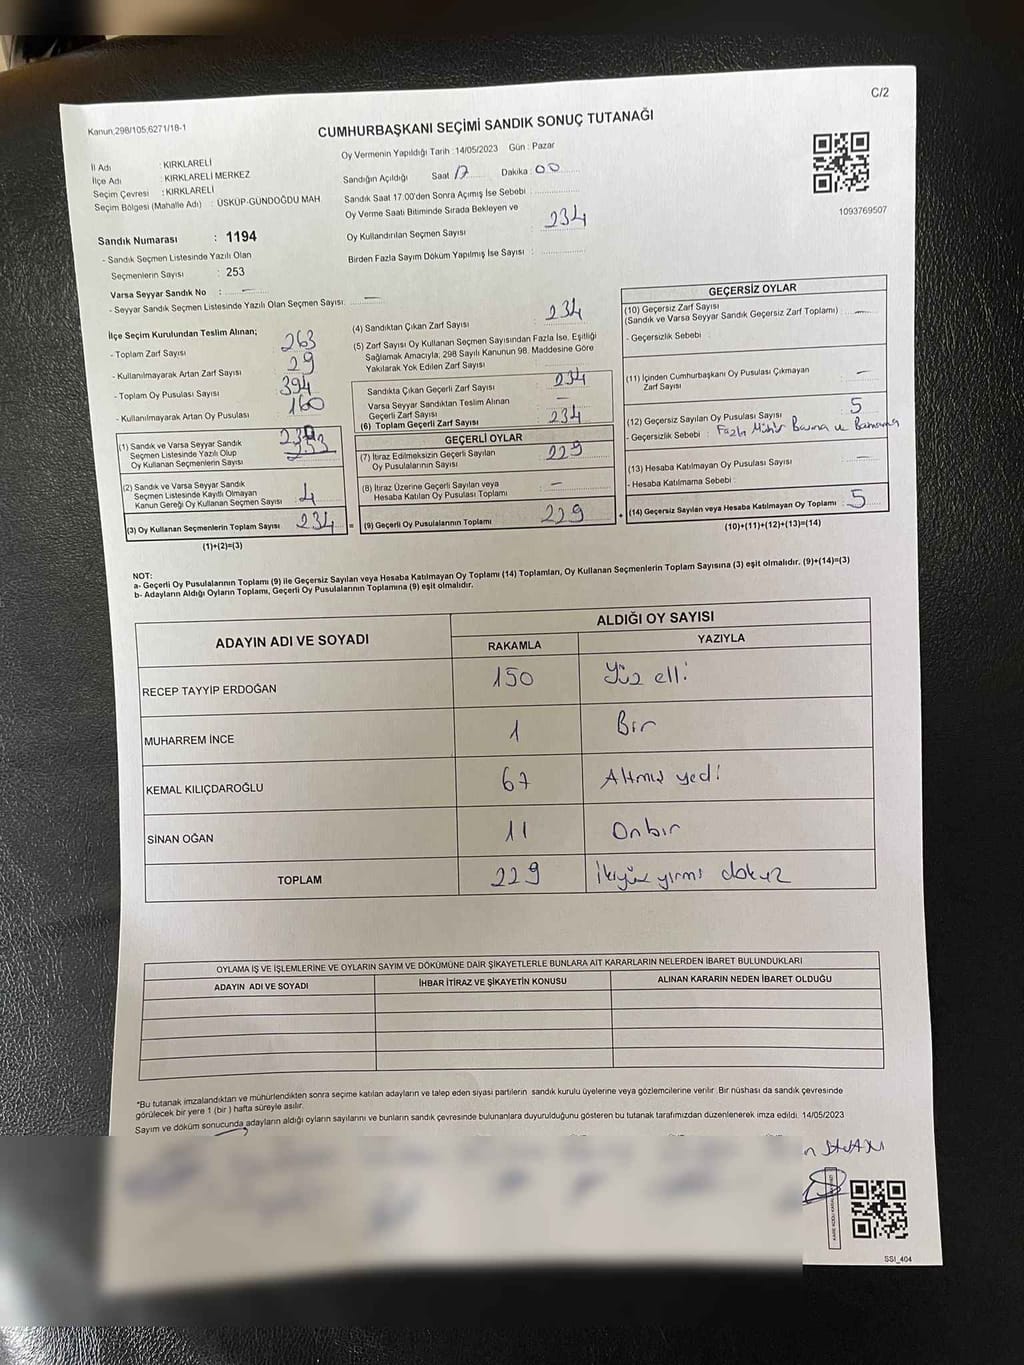 C/2
Kanun,298/105,6271/18-1
CUMHURBAŞKANI SEÇİMİ SANDIK SONUÇ TUTANAĞI
İl Adı : KIRKLARELİ
İlçe Adı : KIRKLARELİ MERKEZ
Seçim Çevresi : KIRKLARELİ
Seçim Bölgesi (Mahalle Adı) : ÜSKÜP-GÜNDOĞDU MAH.
Oy Vermenin Yapıldığı Tarih :14/05/2023 Gün : Pazar
Sandığın Açıldığı Saat 17 Dakika : 00
Sandık Saat 17:00'den Sonra Açımış İse Sebebi
Oy Verme Saati Bitiminde Sırada Bekleyen ve
Oy Kullandırılan Seçmen Sayısı : 234
Birden Fazla Sayım Döküm Yapılmış İse Sayısı :
1093769507
Sandık Numarası : 1194
- Sandık Seçmen Listesinde Yazılı Olan
Seçmenlerin Sayısı : 253
Varsa Seyyar Sandık No : —
- Seyyar Sandık Seçmen Listesinde Yazılı Olan Seçmen Sayısı: —
İlçe Seçim Kurulundan Teslim Alınan;
- Toplam Zarf Sayısı 263
- Kullanılmayarak Artan Zarf Sayısı 29
- Toplam Oy Pusulası Sayısı 394
- Kullanılmayarak Artan Oy Pusulası 160
(1) Sandık ve Varsa Seyyar Sandık
Seçmen Listesinde Yazılı Olup
Oy Kullanan Seçmenlerin Sayısı
(2) Sandık ve Varsa Seyyar Sandık
Seçmen Listesinde Kayıtlı Olmayan
Kanun Gereği Oy Kullanan Seçmen Sayısı 4
(3) Oy Kullanan Seçmenlerin Toplam Sayısı 234 =
(1)+(2)=(3)
(4) Sandıktan Çıkan Zarf Sayısı : 234
(5) Zarf Sayısı Oy Kullanan Seçmen Sayısından Fazla İse, Eşitliği
Sağlamak Amacıyla; 298 Sayılı Kanunun 98. Maddesine Göre
Yakılarak Yok Edilen Zarf Sayısı :
Sandıkta Çıkan Geçerli Zarf Sayısı : 234
Varsa Seyyar Sandıktan Teslim Alınan
Geçerli Zarf Sayısı : —
(6) Toplam Geçerli Zarf Sayısı : 234
GEÇERLİ OYLAR
(7) İtiraz Edilmeksizin Geçerli Sayılan
Oy Pusulalarının Sayısı : 229
(8) İtiraz Üzerine Geçerli Sayılan veya
Hesaba Katılan Oy Pusulası Toplamı : —
(9) Geçerli Oy Pusulalarının Toplamı : 229 +
GEÇERSİZ OYLAR
(10) Geçersiz Zarf Sayısı
(Sandık ve Varsa Seyyar Sandık Geçersiz Zarf Toplamı) : —
- Geçersizlik Sebebi :
(11) İçinden Cumhurbaşkanı Oy Pusulası Çıkmayan
Zarf Sayısı : —
(12) Geçersiz Sayılan Oy Pusulası Sayısı : 5
- Geçersizlik Sebebi : Fazla Mühür Basma ve Basmama
(13) Hesaba Katılmayan Oy Pusulası Sayısı : —
- Hesaba Katılmama Sebebi :
(14) Geçersiz Sayılan veya Hesaba Katılmayan Oy Toplamı : 5
(10)+(11)+(12)+(13)=(14)
NOT:
a- Geçerli Oy Pusulalarının Toplamı (9) ile Geçersiz Sayılan veya Hesaba Katılmayan Oy Toplamı (14) Toplamları, Oy Kullanan Seçmenlerin Toplam Sayısına (3) eşit olmalıdır. (9)+(14)=(3)
b- Adayların Aldığı Oyların Toplamı, Geçerli Oy Pusulalarının Toplamına (9) eşit olmalıdır.
ADAYIN ADI VE SOYADI ALDIĞI OY SAYISI
RAKAMLA YAZIYLA
RECEP TAYYİP ERDOĞAN 150 Yüz elli
MUHARREM İNCE 1 Bir
KEMAL KILIÇDAROĞLU 67 Altmış yedi
SİNAN OĞAN 11 Onbir
TOPLAM 229 İkiyüz yirmi dokuz
OYLAMA İŞ VE İŞLEMLERİNE VE OYLARIN SAYIM VE DÖKÜMÜNE DAİR ŞİKAYETLERLE BUNLARA AİT KARARLARIN NELERDEN İBARET BULUNDUKLARI
ADAYIN ADI VE SOYADI İHBAR İTİRAZ VE ŞİKAYETİN KONUSU ALINAN KARARIN NEDEN İBARET OLDUĞU
*Bu tutanak imzalandıktan ve mühürlendikten sonra seçime katılan adayların ve talep eden siyasi partilerin sandık kurulu üyelerine veya gözlemcilerine verilir. Bir nüshası da sandık çevresinde
görülecek bir yere 1 (bir ) hafta süreyle asılır.
Sayım ve döküm sonucunda adayların aldığı oyların sayılarını ve bunların sandık çevresinde bulunanlara duyurulduğunu gösteren bu tutanak tarafımızdan düzenlenerek imza edildi. 14/05/2023
SSI_404